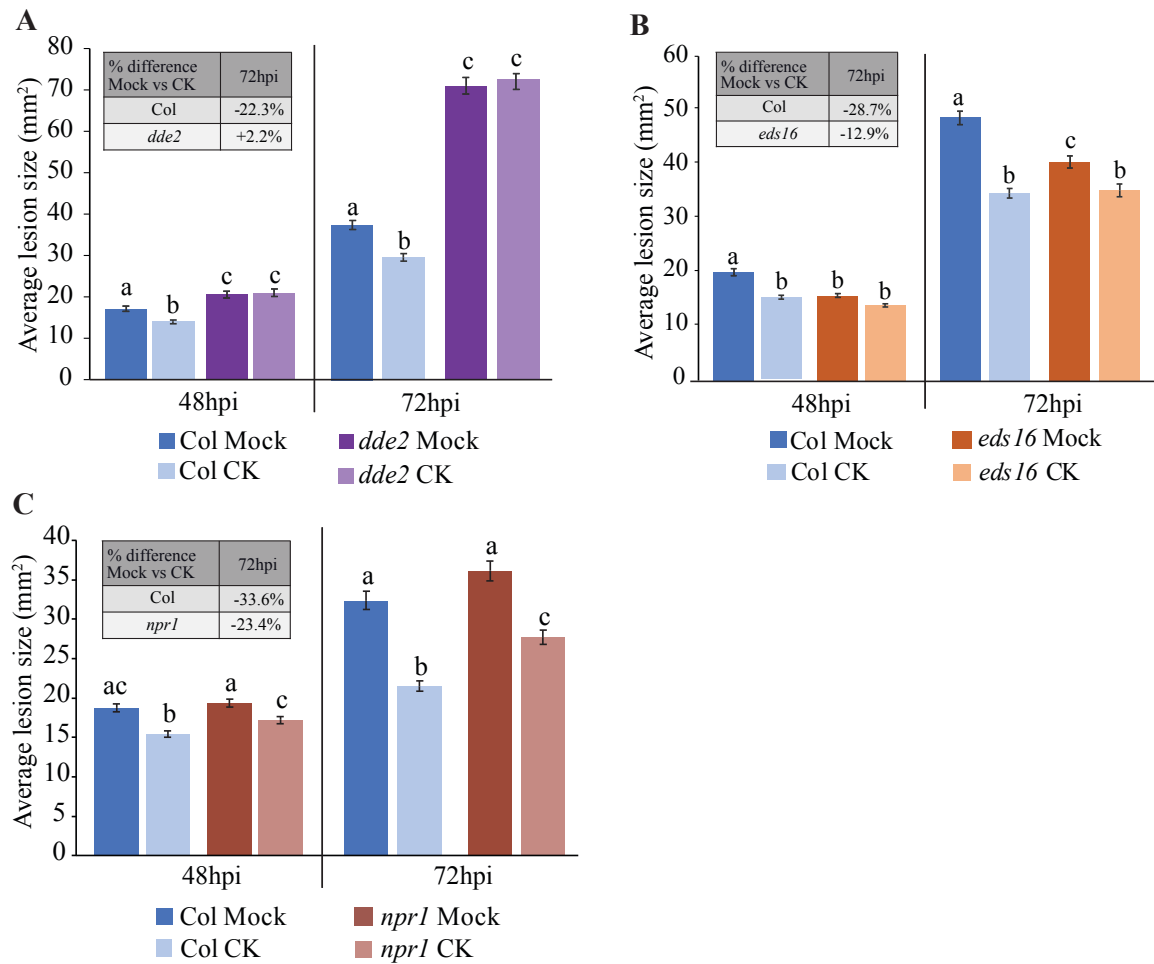 A
Average lesion size (mm²)
80
70
60
50
40
30
20
10
0
% difference
Mock vs CK
72hpi
Col
-22.3%
dde2
+2.2%
a
b
c
c
a
b
c
c
48hpi
72hpi
Col Mock
dde2 Mock
Col CK
dde2 CK
B
Average lesion size (mm²)
60
50
40
30
20
10
0
% difference
Mock vs CK
72hpi
Col
-28.7%
eds16
-12.9%
a
b
b
b
a
b
c
b
48hpi
72hpi
Col Mock
eds16 Mock
Col CK
eds16 CK
C
Average lesion size (mm²)
40
35
30
25
20
15
10
5
0
% difference
Mock vs CK
72hpi
Col
-33.6%
npr1
-23.4%
ac
b
a
c
a
b
a
c
48hpi
72hpi
Col Mock
npr1 Mock
Col CK
npr1 CK